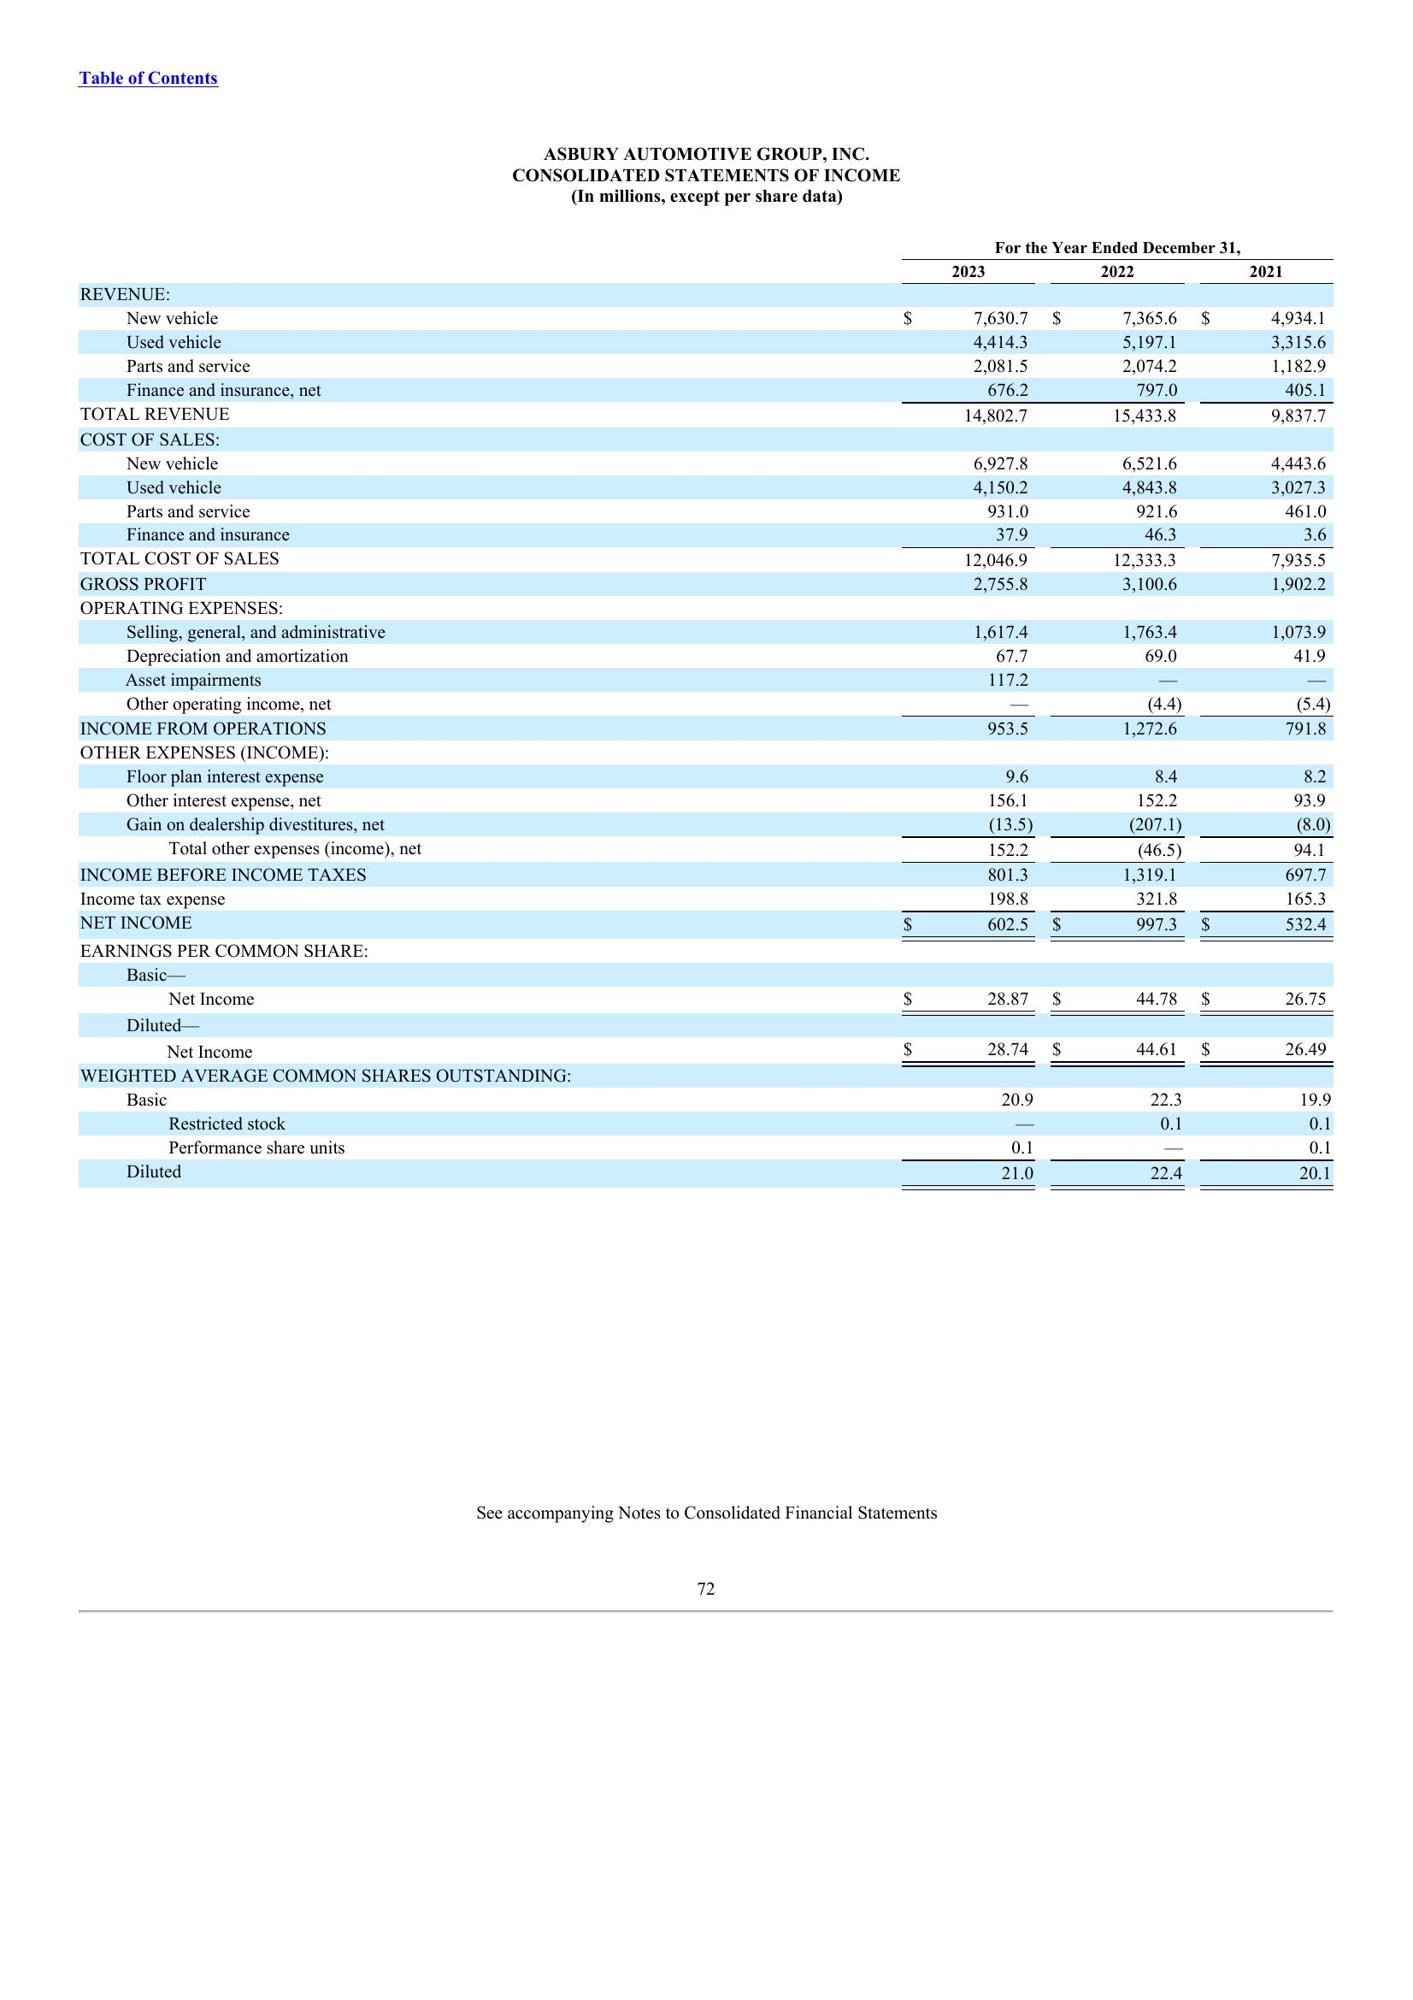 Table of Contents
ASBURY AUTOMOTIVE GROUP, INC.
CONSOLIDATED STATEMENTS OF INCOME
(In millions, except per share data)
For the Year Ended December 31,
2023 2022 2021
REVENUE:
New vehicle $ 7,630.7 $ 7,365.6 $ 4,934.1
Used vehicle 4,414.3 5,197.1 3,315.6
Parts and service 2,081.5 2,074.2 1,182.9
Finance and insurance, net 676.2 797.0 405.1
TOTAL REVENUE 14,802.7 15,433.8 9,837.7
COST OF SALES:
New vehicle 6,927.8 6,521.6 4,443.6
Used vehicle 4,150.2 4,843.8 3,027.3
Parts and service 931.0 921.6 461.0
Finance and insurance 37.9 46.3 3.6
TOTAL COST OF SALES 12,046.9 12,333.3 7,935.5
GROSS PROFIT 2,755.8 3,100.6 1,902.2
OPERATING EXPENSES:
Selling, general, and administrative 1,617.4 1,763.4 1,073.9
Depreciation and amortization 67.7 69.0 41.9
Asset impairments 117.2 — —
Other operating income, net — (4.4) (5.4)
INCOME FROM OPERATIONS 953.5 1,272.6 791.8
OTHER EXPENSES (INCOME):
Floor plan interest expense 9.6 8.4 8.2
Other interest expense, net 156.1 152.2 93.9
Gain on dealership divestitures, net (13.5) (207.1) (8.0)
Total other expenses (income), net 152.2 (46.5) 94.1
INCOME BEFORE INCOME TAXES 801.3 1,319.1 697.7
Income tax expense 198.8 321.8 165.3
NET INCOME $ 602.5 $ 997.3 $ 532.4
EARNINGS PER COMMON SHARE:
Basic—
Net Income $ 28.87 $ 44.78 $ 26.75
Diluted—
Net Income $ 28.74 $ 44.61 $ 26.49
WEIGHTED AVERAGE COMMON SHARES OUTSTANDING:
Basic 20.9 22.3 19.9
Restricted stock — 0.1 0.1
Performance share units 0.1 — 0.1
Diluted 21.0 22.4 20.1
See accompanying Notes to Consolidated Financial Statements
72